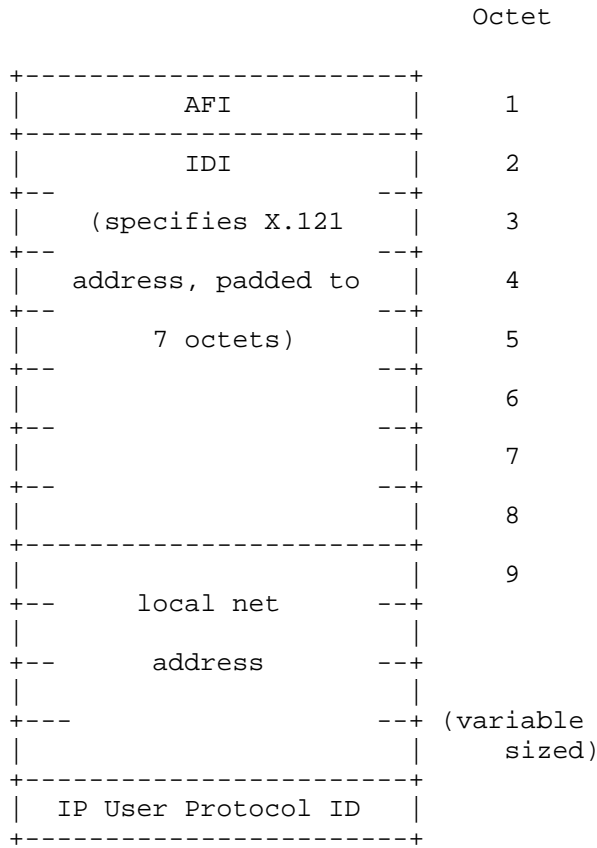 Octet
+-------------------------+
| AFI | 1
+-------------------------+
| IDI | 2
+-- --+
| (specifies X.121 | 3
+-- --+
| address, padded to | 4
+-- --+
| 7 octets) | 5
+-- --+
| | 6
+-- --+
| | 7
+-- --+
| | 8
+-------------------------+
| | 9
+-- local net --+
| |
+-- address --+
| |
+--- --+ (variable
| | sized)
+-------------------------+
| IP User Protocol ID |
+-------------------------+